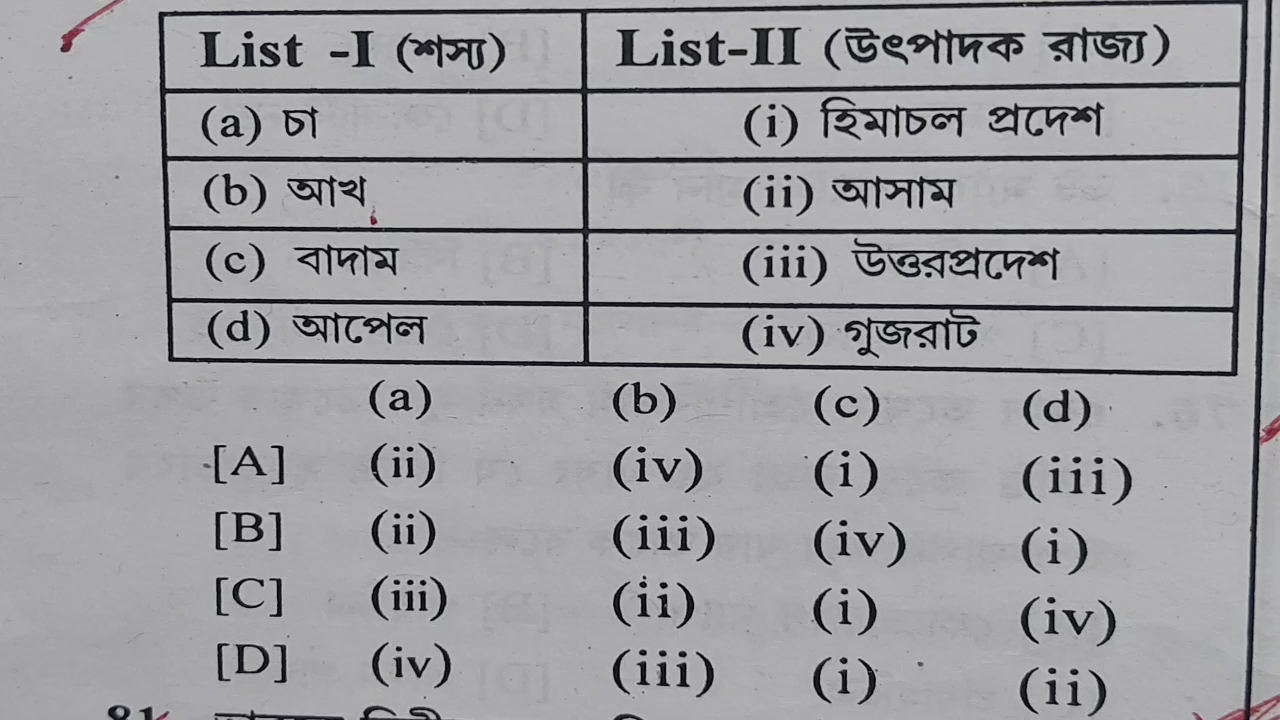 List -I (শস্য) List-II (উৎপাদক রাজ্য)
(a) চা (i) হিমাচল প্রদেশ
(b) আখ (ii) আসাম
(c) বাদাম (iii) উত্তরপ্রদেশ
(d) আপেল (iv) গুজরাট
(a) (b) (c) (d)
[A] (ii) (iv) (i) (iii)
[B] (ii) (iii) (iv) (i)
[C] (iii) (ii) (i) (iv)
[D] (iv) (iii) (i) (ii)
81